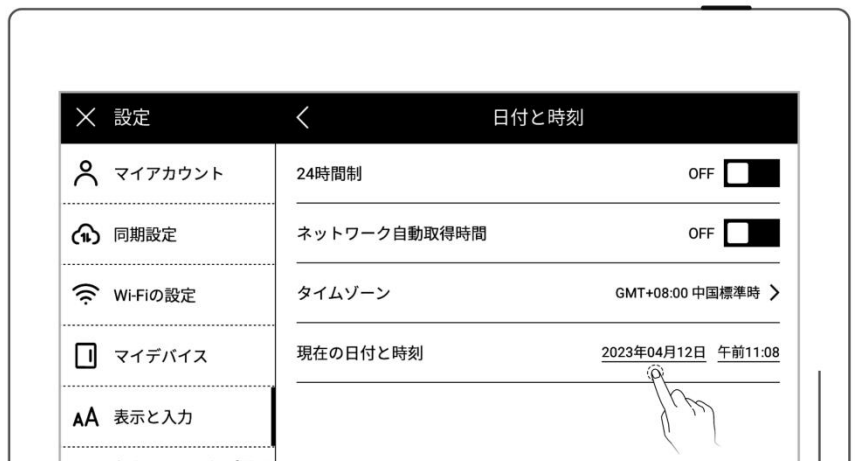 設定
日付と時刻
マイアカウント
24時間制 OFF
同期設定
ネットワーク自動取得時間 OFF
Wi-Fiの設定
タイムゾーン GMT+08:00 中国標準時
マイデバイス
現在の日付と時刻 2023年04月12日 午前11:08
AA 表示と入力